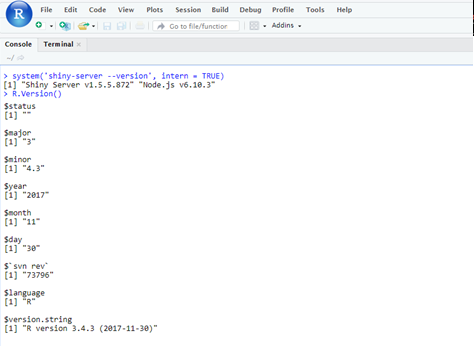 R
File Edit Code View Plots Session Build Debug Profile Tools Help
Go to file/function
Addins
Console Terminal ×
~/
> system('shiny-server --version', intern = TRUE)
[1] "Shiny Server v1.5.5.872" "Node.js v6.10.3"
> R.Version()
$status
[1] ""
$major
[1] "3"
$minor
[1] "4.3"
$year
[1] "2017"
$month
[1] "11"
$day
[1] "30"
$`svn rev`
[1] "73796"
$language
[1] "R"
$version.string
[1] "R version 3.4.3 (2017-11-30)"